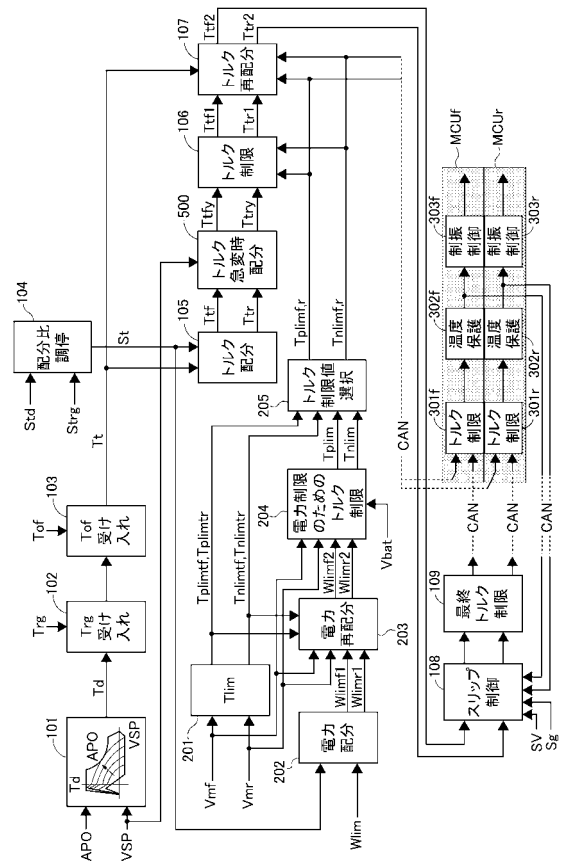 APO
VSP
101
Td
APO
VSP
Td
Trg
102
Trg
受け
入れ
Tof
103
Tof
受け
入れ
Tt
Std
Strg
104
配分比
調停
St
105
トルク
配分
Ttf
Ttr
500
トルク
急変時
配分
Ttfy
Ttry
106
トルク
制限
Ttf1
Ttr1
107
トルク
再配分
Ttf2
Ttr2
Vmf
Vmr
201
Tlim
Tplimtf,Tplimtr
Tnlimtf,Tnlimtr
Wlim
202
電力
配分
Wlimf1
Wlimr1
203
電力
再配分
Wlimf2
Wlimr2
204
電力制限
のための
トルク
制限
Vbat
Tplim
Tnlim
205
トルク
制限値
選択
Tplimf,r
Tnlimf,r
CAN
SV
Sg
108
スリップ
制御
109
最終
トルク
制限
CAN
CAN
CAN
301f
トルク
制限
302f
温度
保護
303f
制振
制御
MCUf
301r
トルク
制限
302r
温度
保護
303r
制振
制御
MCUr